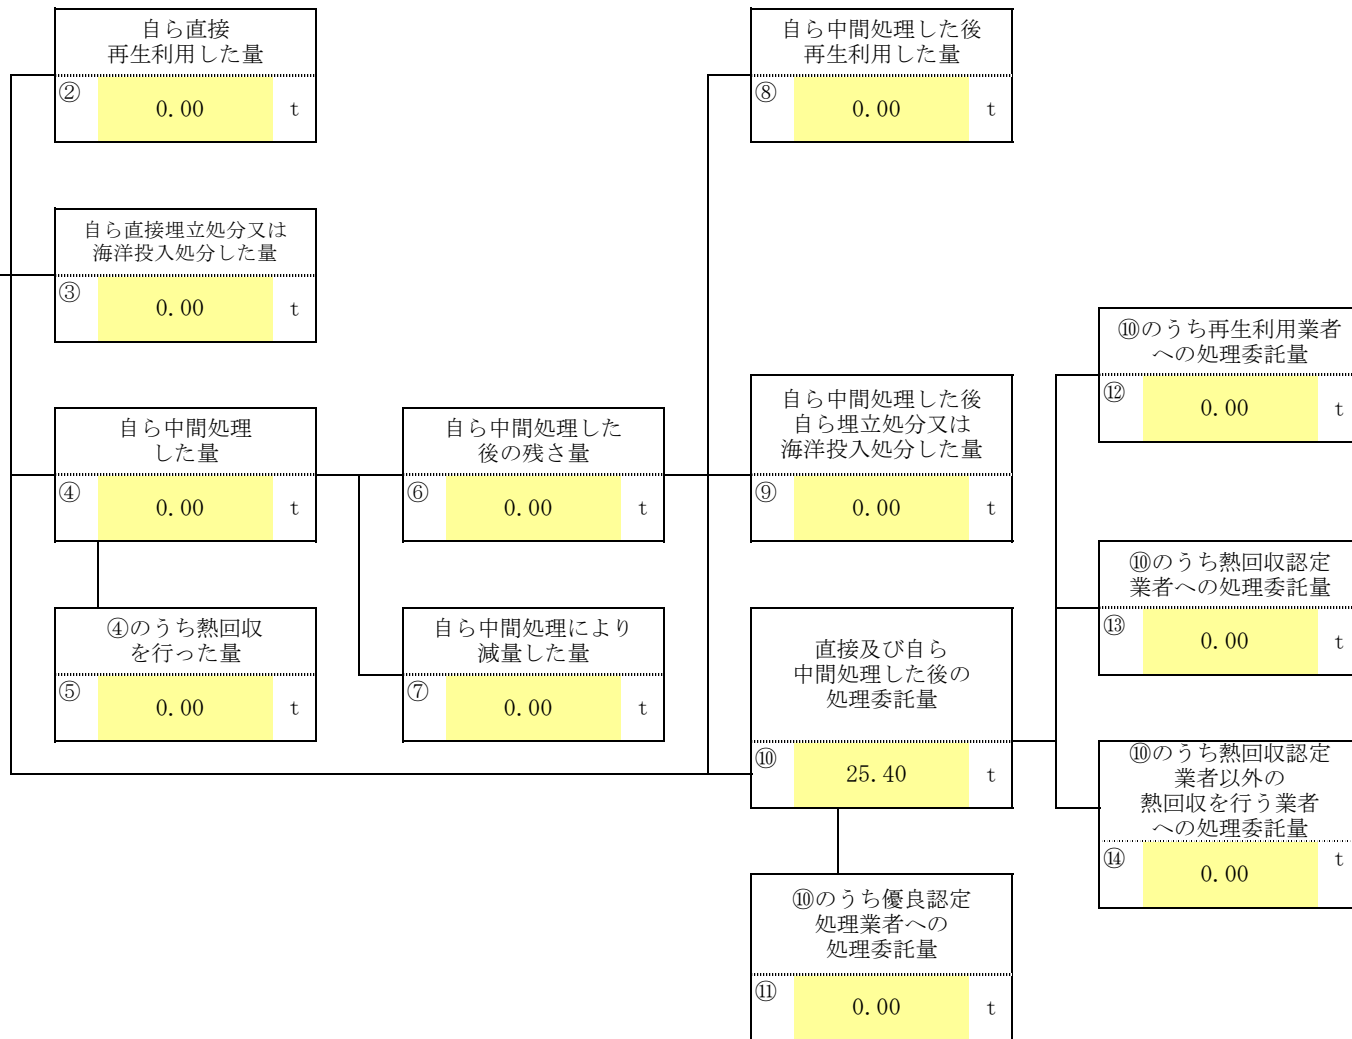 自ら直接
再生利用した量
②
0.00
t
自ら中間処理した後
再生利用した量
⑧
0.00
t
自ら直接埋立処分又は
海洋投入処分した量
③
0.00
t
⑩のうち再生利用業者
への処理委託量
⑫
0.00
t
自ら中間処理
した量
④
0.00
t
自ら中間処理した
後の残さ量
⑥
0.00
t
自ら中間処理した後
自ら埋立処分又は
海洋投入処分した量
⑨
0.00
t
⑩のうち熱回収認定
業者への処理委託量
⑬
0.00
t
④のうち熱回収
を行った量
⑤
0.00
t
自ら中間処理により
減量した量
⑦
0.00
t
直接及び自ら
中間処理した後の
処理委託量
⑩
25.40
t
⑩のうち熱回収認定
業者以外の
熱回収を行う業者
への処理委託量
⑭
0.00
t
⑩のうち優良認定
処理業者への
処理委託量
⑪
0.00
t